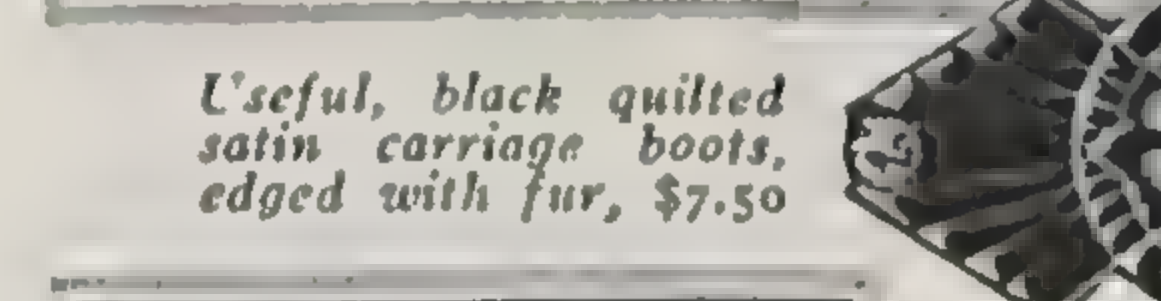 Useful, black quilted
satin carriage boots,
edged with fur, $7.50